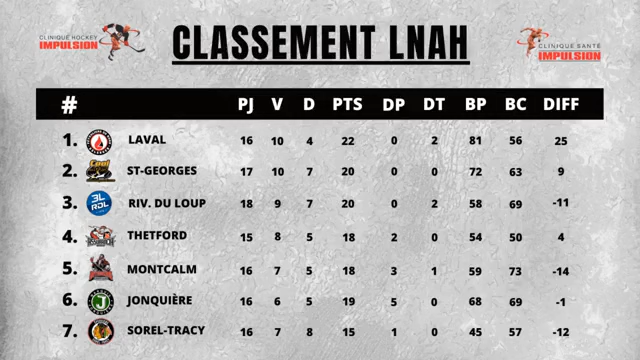 CLINIQUE HOCKEY
IMPULSION
CLASSEMENT LNAH
CLINIQUE SANTÉ
IMPULSION
# PJ V D PTS DP DT BP BC DIFF
1. LAVAL 16 10 4 22 0 2 81 56 25
2. ST-GEORGES 17 10 7 20 0 0 72 63 9
3. 3L RDL RIV. DU LOUP 18 9 7 20 0 2 58 69 -11
4. THETFORD 15 8 5 18 2 0 54 50 4
5. MONTCALM 16 7 5 18 3 1 59 73 -14
6. J JONQUIÈRE 16 6 5 19 5 0 68 69 -1
7. SOREL-TRACY 16 7 8 15 1 0 45 57 -12